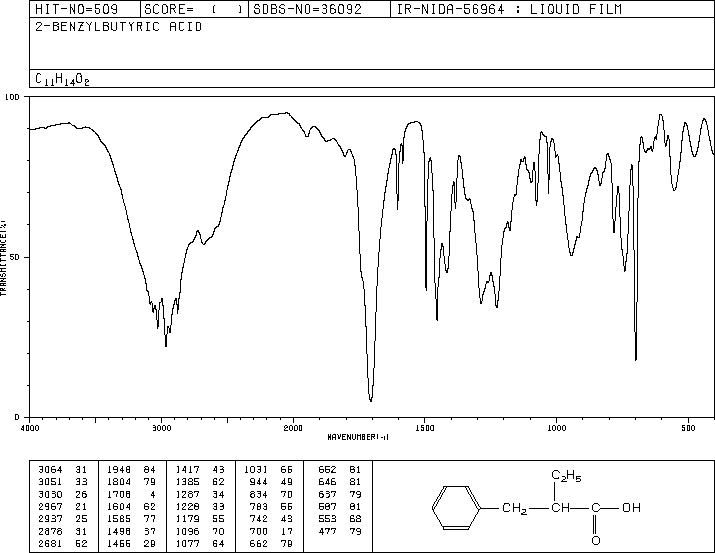 HIT-NO=509 SCORE= ( ) SDBS-NO=36092 IR-NIDA-56964 : LIQUID FILM
2-BENZYLBUTYRIC ACID
C11H14O2
100
50
0
TRANSMITTANCE(%)
4000 3000 2000 1500 1000 500
WAVENUMBER(-1)
3064 31 1948 84 1417 43 1031 66 652 81
3051 33 1804 79 1385 62 944 49 646 81
3030 26 1708 4 1287 34 834 70 637 79
2967 21 1604 62 1228 33 783 55 587 81
2937 25 1585 77 1179 55 742 43 553 68
2878 31 1498 37 1096 70 700 17 477 79
2681 52 1455 29 1077 64 662 79
C2H5
CH2 CH C OH
O